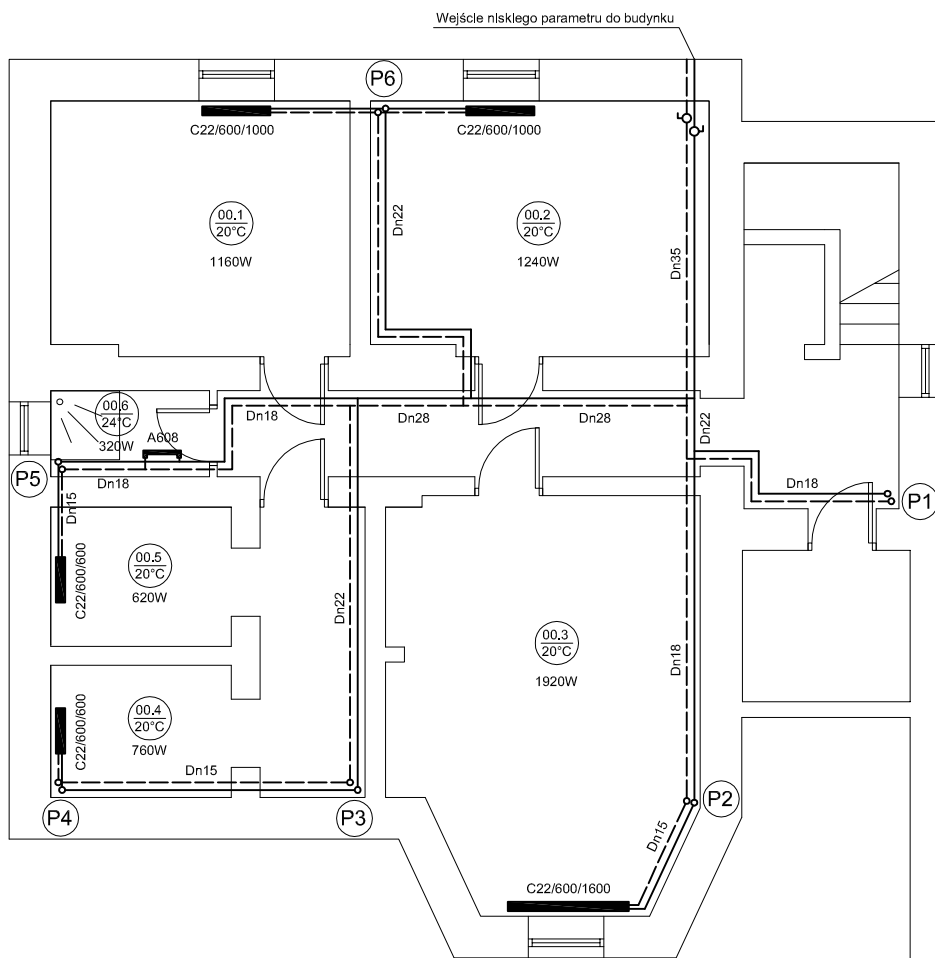 Wejście niskiego parametru do budynku
P6
C22/600/1000
C22/600/1000
00.1
20°C
1160W
Dn22
00.2
20°C
1240W
Dn35
00.6
24°C
320W
A608
Dn18
Dn28
Dn28
Dn22
P5
Dn18
Dn15
Dn18
P1
C22/600/600
00.5
20°C
620W
Dn22
00.3
20°C
1920W
Dn18
C22/600/600
00.4
20°C
760W
Dn15
P4
P3
P2
Dn15
C22/600/1600